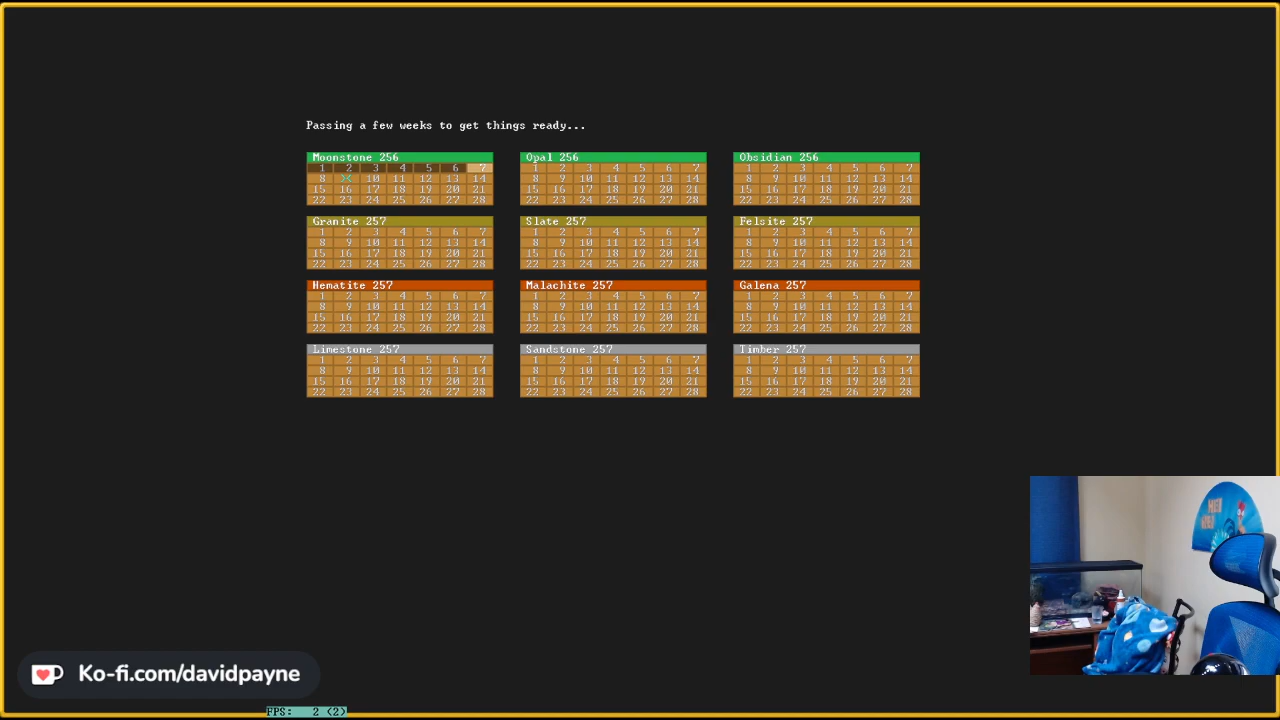 Passing a few weeks to get things ready...
Moonstone 256
1 2 3 4 5 6 7
8 10 11 12 13 14
15 16 17 18 19 20 21
22 23 24 25 26 27 28
Opal 256
1 2 3 4 5 6 7
8 9 10 11 12 13 14
15 16 17 18 19 20 21
22 23 24 25 26 27 28
Obsidian 256
1 2 3 4 5 6 7
8 9 10 11 12 13 14
15 16 17 18 19 20 21
22 23 24 25 26 27 28
Granite 257
1 2 3 4 5 6 7
8 9 10 11 12 13 14
15 16 17 18 19 20 21
22 23 24 25 26 27 28
Slate 257
1 2 3 4 5 6 7
8 9 10 11 12 13 14
15 16 17 18 19 20 21
22 23 24 25 26 27 28
Felsite 257
1 2 3 4 5 6 7
8 9 10 11 12 13 14
15 16 17 18 19 20 21
22 23 24 25 26 27 28
Hematite 257
1 2 3 4 5 6 7
8 9 10 11 12 13 14
15 16 17 18 19 20 21
22 23 24 25 26 27 28
Malachite 257
1 2 3 4 5 6 7
8 9 10 11 12 13 14
15 16 17 18 19 20 21
22 23 24 25 26 27 28
Galena 257
1 2 3 4 5 6 7
8 9 10 11 12 13 14
15 16 17 18 19 20 21
22 23 24 25 26 27 28
Limestone 257
1 2 3 4 5 6 7
8 9 10 11 12 13 14
15 16 17 18 19 20 21
22 23 24 25 26 27 28
Sandstone 257
1 2 3 4 5 6 7
8 9 10 11 12 13 14
15 16 17 18 19 20 21
22 23 24 25 26 27 28
Timber 257
1 2 3 4 5 6 7
8 9 10 11 12 13 14
15 16 17 18 19 20 21
22 23 24 25 26 27 28
Ko-fi.com/davidpayne
FPS: 2 (2)